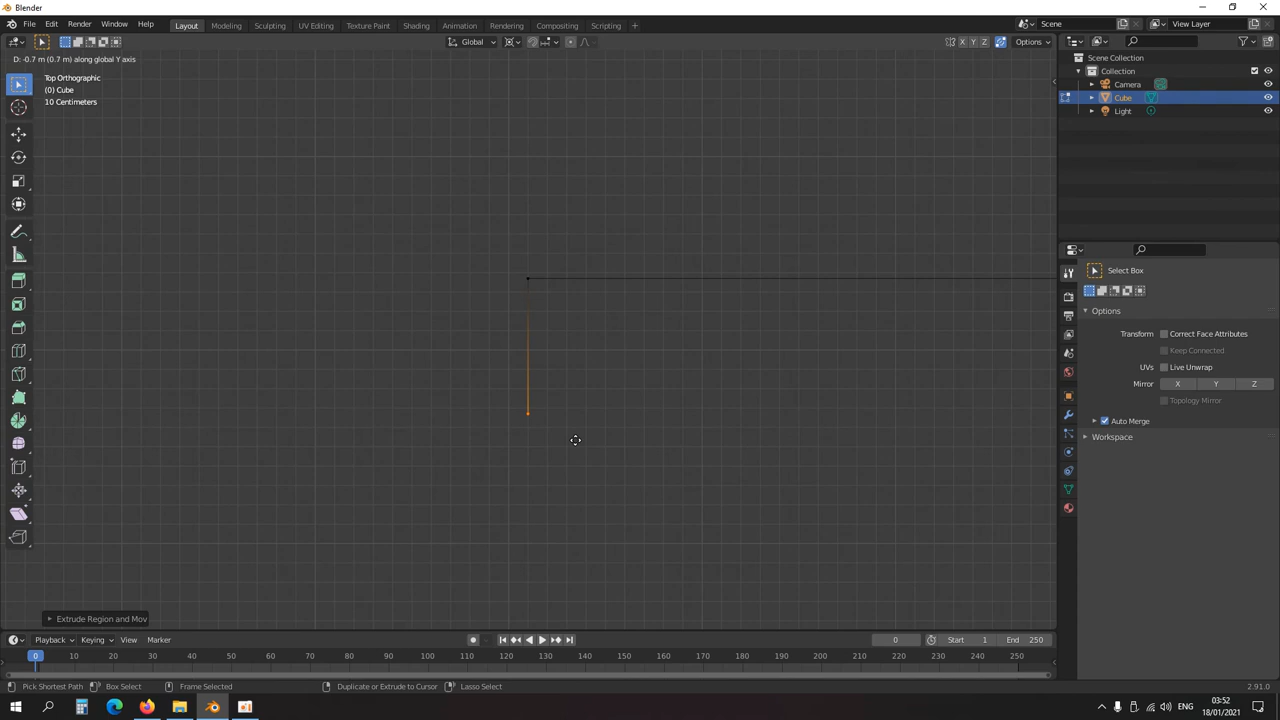 Blender
File Edit Render Window Help
Layout Modeling Sculpting UV Editing Texture Paint Shading Animation Rendering Compositing Scripting +
Scene View Layer
Global X Y Z Options
D: -0.7 m (0.7 m) along global Y axis
Top Orthographic
(0) Cube
10 Centimeters
Scene Collection
Collection
Camera
Cube
Light
Select Box
Options
Transform Correct Face Attributes
Keep Connected
UVs Live Unwrap
Mirror X Y Z
Topology Mirror
Auto Merge
Workspace
Extrude Region and Mov
Playback Keying View Marker 0 Start 1 End 250
0 10 20 30 40 50 60 70 80 90 100 110 120 130 140 150 160 170 180 190 200 210 220 230 240 250
Pick Shortest Path Box Select Frame Selected Duplicate or Extrude to Cursor Lasso Select 2.91.0
ENG 03:52
18/01/2021